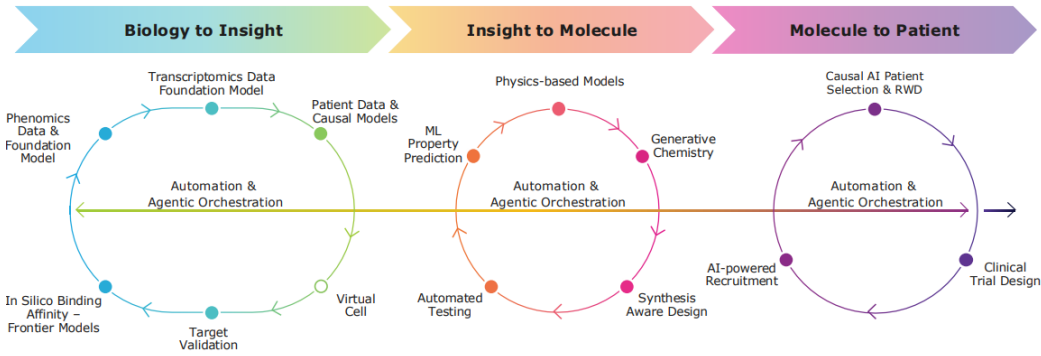 Biology to Insight
Insight to Molecule
Molecule to Patient
Transcriptomics Data
Foundation Model
Patient Data &
Causal Models
Phenomics
Data &
Foundation
Model
Automation &
Agentic Orchestration
In Silico Binding
Affinity –
Frontier Models
Target
Validation
Virtual
Cell
Physics-based Models
ML
Property
Prediction
Generative
Chemistry
Automation &
Agentic Orchestration
Automated
Testing
Synthesis
Aware Design
Causal AI Patient
Selection & RWD
Automation &
Agentic Orchestration
AI-powered
Recruitment
Clinical
Trial Design